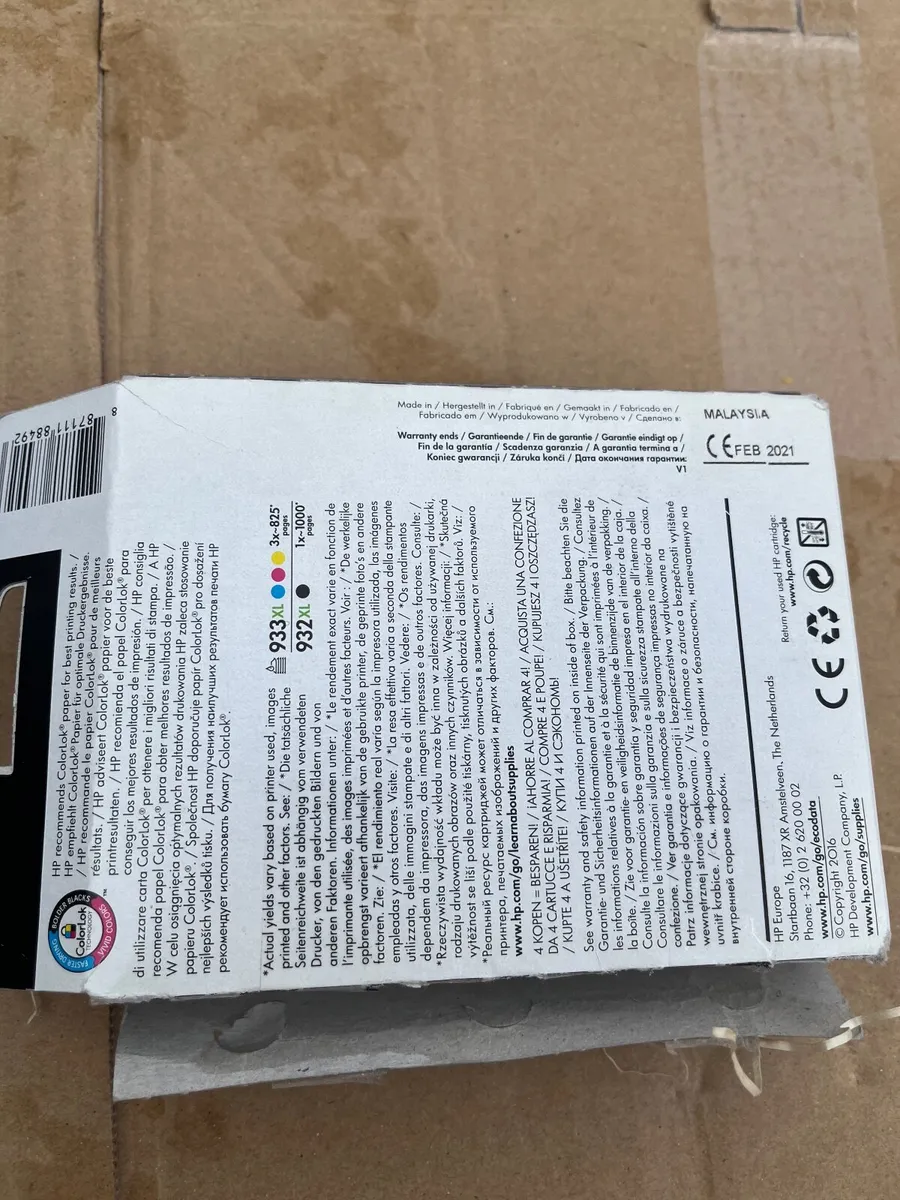 8
871111 88492
Made in / Hergestellt in / Fabriqué en / Gemaakt in / Fabricado en /
Fabricado em / Wyprodukowano w / Vyrobeno v / Сделано в:
MALAYSIA
Warranty ends / Garantieende / Fin de garantie / Garantie eindigt op /
Fin de la garantía / Scadenza garanzia / A garantia termina a /
Koniec gwarancji / Záruka končí / Дата окончания гарантии:
V1
CE FEB 2021
BOLDER BLACKS
ColorLok®
TECHNOLOGY
FASTER DRYING
VIVID COLORS
™
HP recommends ColorLok® paper for best printing results. /
HP empfiehlt ColorLok® Papier für optimale Druckergebnisse.
/ HP recommande le papier ColorLok® pour de meilleurs
résultats. / HP adviseert ColorLok® papier voor de beste
printresultaten. / HP recomienda el papel ColorLok® para
conseguir los mejores resultados de impresión. / HP consiglia
di utilizzare carta ColorLok® per ottenere i migliori risultati di stampa. / A HP
recomenda papel ColorLok® para obter melhores resultados de impressão. /
W celu osiągnięcia optymalnych rezultatów drukowania HP zaleca stosowanie
papieru ColorLok®. / Společnost HP doporučuje papír ColorLok® pro dosažení
nejlepších výsledků tisku. / Для получения наилучших результатов печати HP
рекомендует использовать бумагу ColorLok®.
933XL 3x~825* pages
932XL 1x~1000* pages
*Actual yields vary based on printer used, images
printed and other factors. See: / *Die tatsächliche
Seitenreichweite ist abhängig vom verwendeten
Drucker, von den gedruckten Bildern und von
anderen Faktoren. Informationen unter: / *Le rendement exact varie en fonction de
l'imprimante utilisée, des images imprimées et d'autres facteurs. Voir : / *De werkelijke
opbrengst varieert afhankelijk van de gebruikte printer, de geprinte foto's en andere
factoren. Zie: / *El rendimiento real varía según la impresora utilizada, las imágenes
empleadas y otros factores. Visite: / *La resa effettiva varia a seconda della stampante
utilizzata, delle immagini stampate e di altri fattori. Vedere: / *Os rendimentos
dependem da impressora, das imagens impressas e de outros factores. Consulte: /
*Rzeczywista wydajność wkładu może być inna w zależności od używanej drukarki,
rodzaju drukowanych obrazów oraz innych czynników. Więcej informacji: / *Skutečná
výtěžnost se liší podle použité tiskárny, tisknutých obrázků a dalších faktorů. Viz: /
*Реальный ресурс картриджей может отличаться в зависимости от используемого
принтера, печатаемых изображений и других факторов. См.:
www.hp.com/go/learnaboutsupplies
4 KOPEN = BESPAREN! / ¡AHORRE AL COMPRAR 4! / ACQUISTA UNA CONFEZIONE
DA 4 CARTUCCE E RISPARMIA! / COMPRE 4 E POUPE! / KUPIJESZ 4 I OSZCZĘDZASZ!
/ KUPTE 4 A UŠETŘITE! / КУПИ 4 И СЭКОНОМЬ!
See warranty and safety information printed on inside of box. / Bitte beachten Sie die
Garantie- und Sicherheitsinformationen auf der Innenseite der Verpackung. / Consultez
les informations relatives à la garantie et à la sécurité qui sont imprimées à l'intérieur de
la boîte. / Zie voor garantie- en veiligheidsinformatie de binnenzijde van de verpakking. /
Consulte la información sobre garantía y seguridad impresa en el interior de la caja. /
Consultare le informazioni sulla garanzia e sulla sicurezza stampate all'interno della
confezione. / Ver garantia e informações de segurança impressas no interior da caixa. /
Patrz informacje dotyczące gwarancji i bezpieczeństwa wydrukowane na
wewnętrznej stronie opakowania. / Viz informace o záruce a bezpečnosti vytištěné
uvnitř krabice. / См. информацию о гарантии и безопасности, напечатанную на
внутренней стороне коробки.
HP Europe
Startbaan 16, 1187 XR Amstelveen, The Netherlands
Phone: +32 (0) 2 620 000 02
www.hp.com/go/ecodata
© Copyright 2016
HP Development Company, L.P.
www.hp.com/go/supplies
Return your used HP cartridge:
www.hp.com/recycle
CE